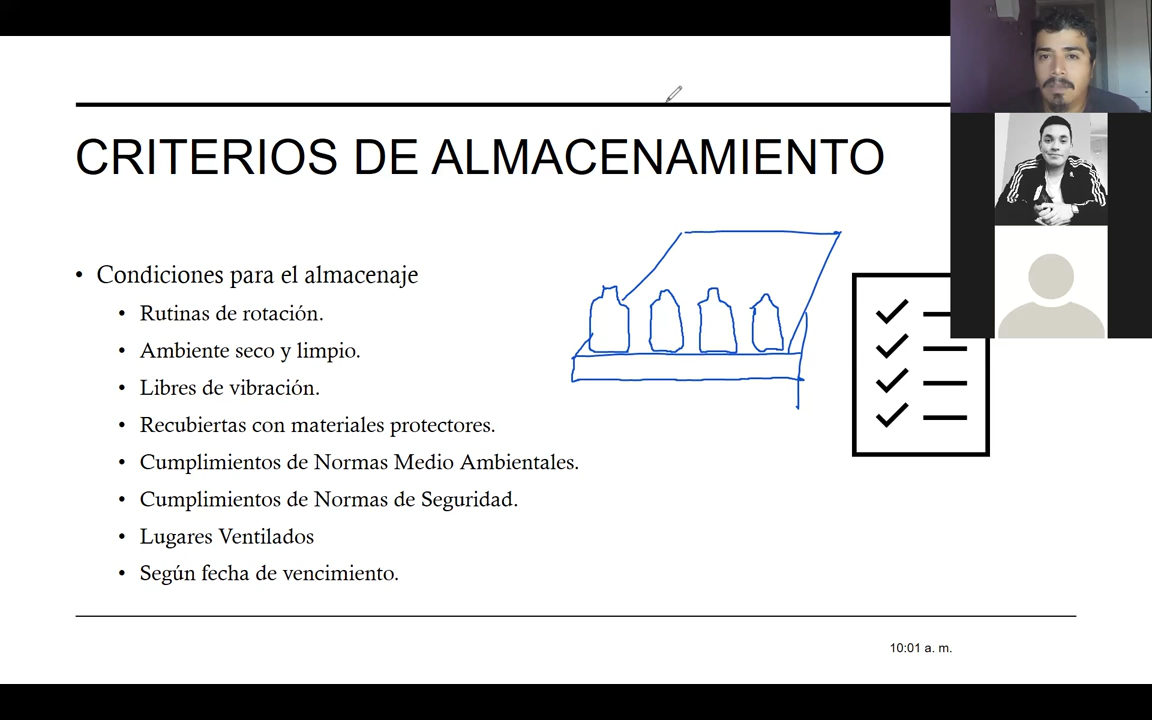 CRITERIOS DE ALMACENAMIENTO
• Condiciones para el almacenaje
• Rutinas de rotación.
• Ambiente seco y limpio.
• Libres de vibración.
• Recubiertas con materiales protectores.
• Cumplimientos de Normas Medio Ambientales.
• Cumplimientos de Normas de Seguridad.
• Lugares Ventilados
• Según fecha de vencimiento.
10:01 a. m.